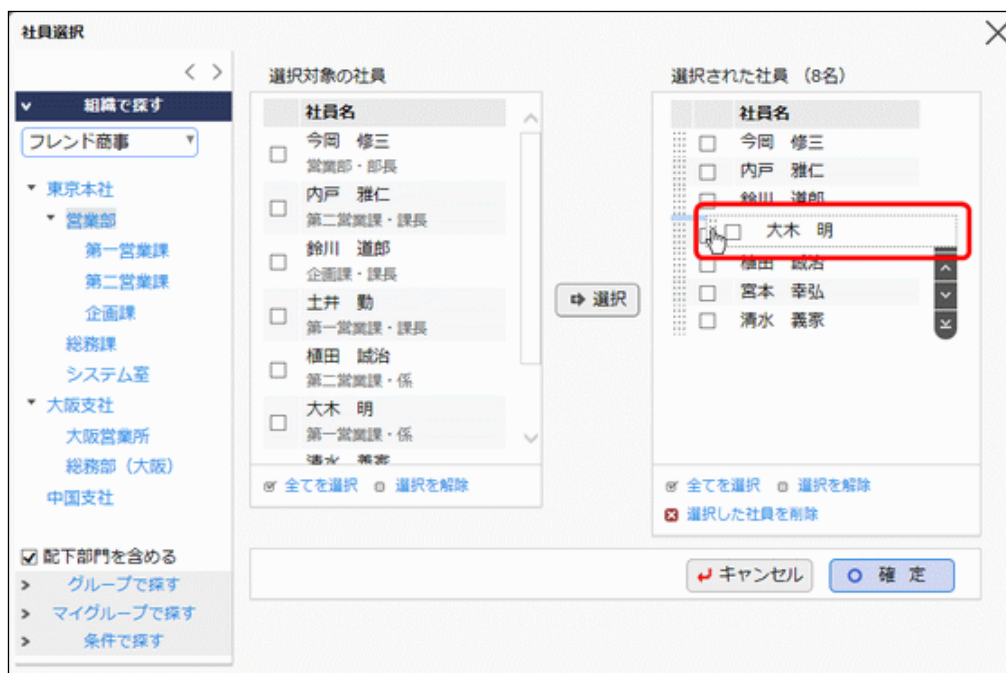 社員選択
組織で探す
フレンド商事
東京本社
営業部
第一営業課
第二営業課
企画課
総務課
システム室
大阪支社
大阪営業所
総務部（大阪）
中国支社
配下部門を含める
グループで探す
マイグループで探す
条件で探す
選択対象の社員
社員名
今岡　修三
営業部・部長
内戸　雅仁
第二営業課・課長
鈴川　道郎
企画課・課長
土井　勤
第一営業課・課長
植田　誠治
第二営業課・係
大木　明
第一営業課・係
清水　義家
全てを選択 選択を解除
選択
選択された社員 （8名）
社員名
今岡　修三
内戸　雅仁
鈴川　道郎
大木　明
植田　誠治
宮本　幸弘
清水　義家
全てを選択 選択を解除
選択した社員を削除
キャンセル 確 定